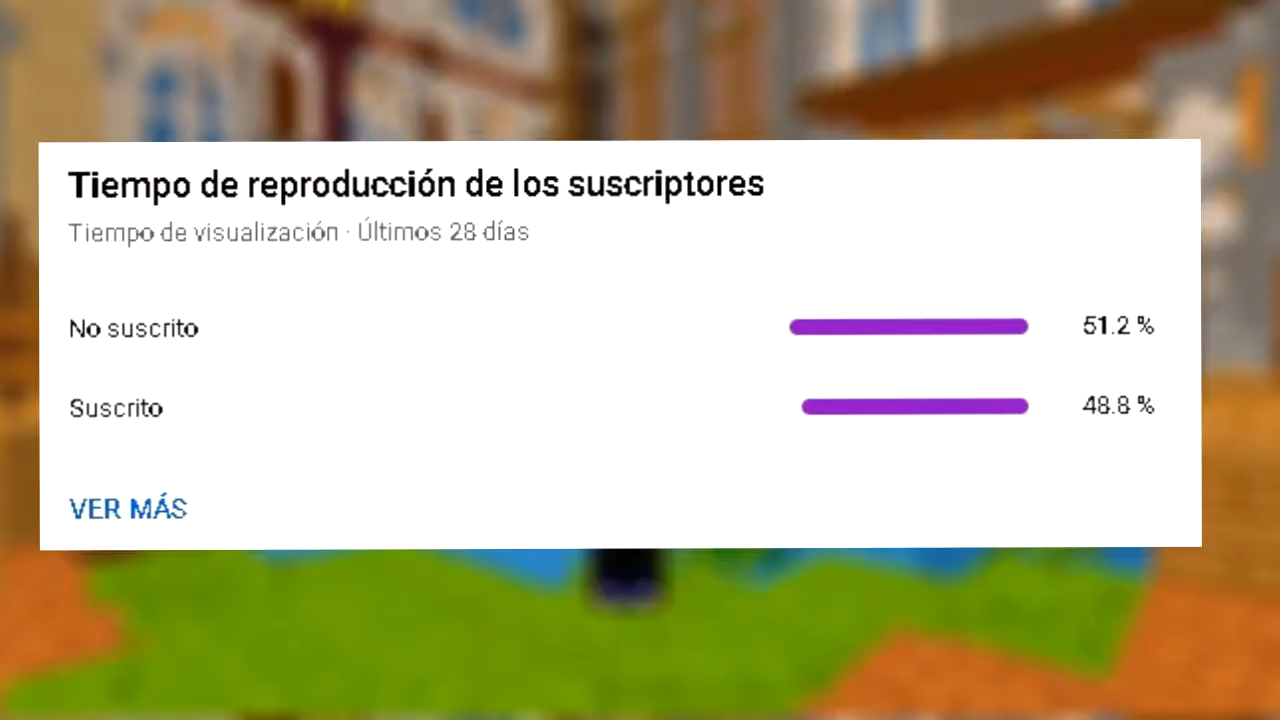 Tiempo de reproducción de los suscriptores
Tiempo de visualización · Últimos 28 días
No suscrito 51.2 %
Suscrito 48.8 %
VER MÁS